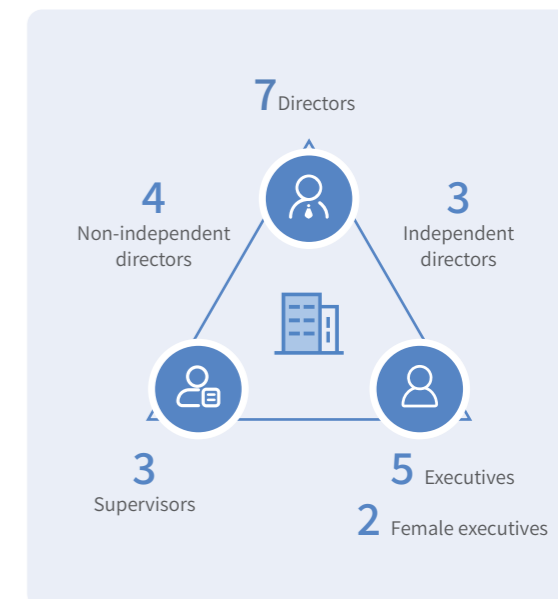 7 Directors
4
Non-independent
directors
3
Independent
directors
3
Supervisors
5 Executives
2 Female executives